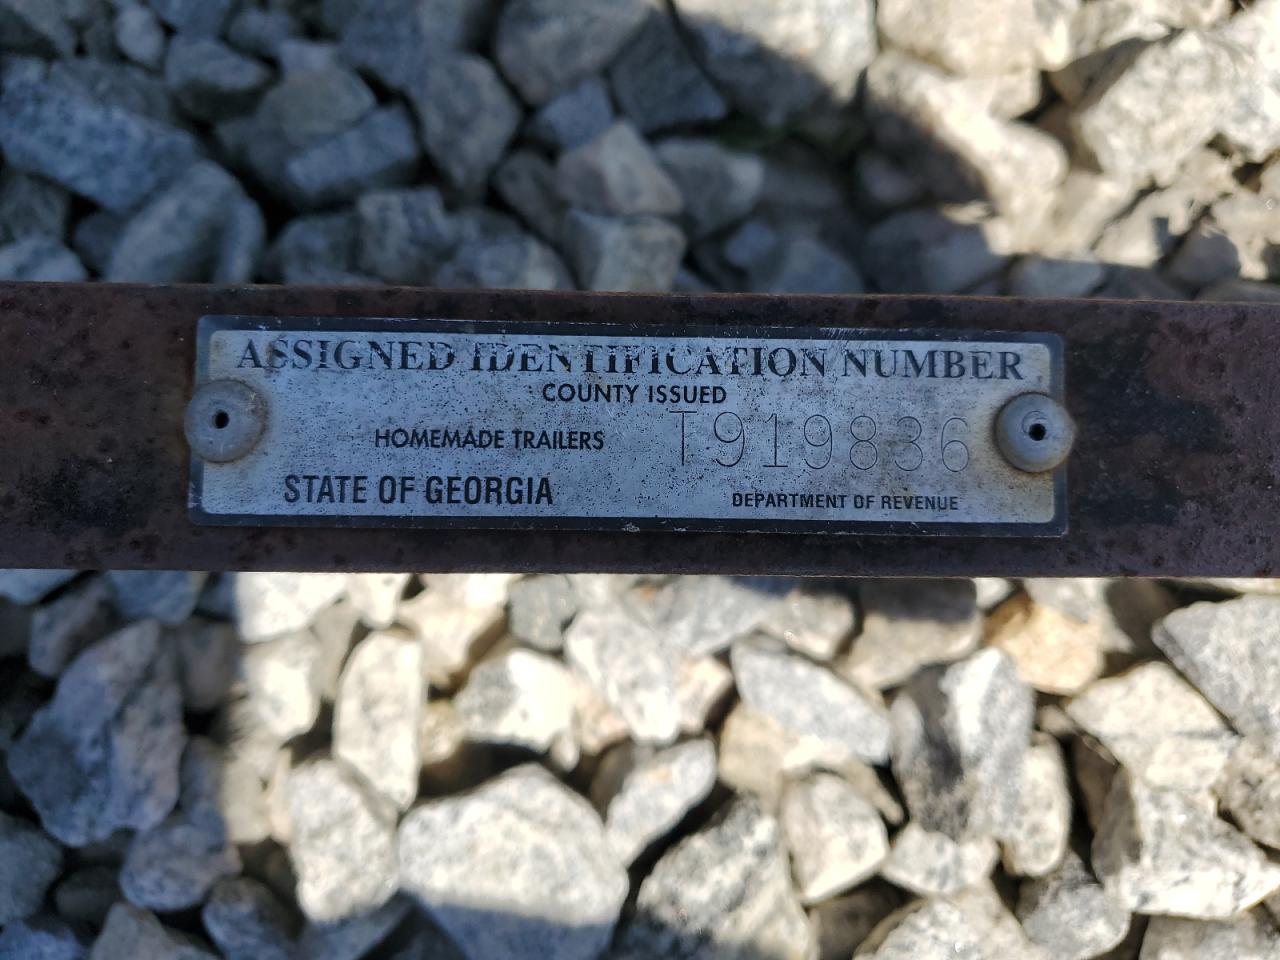 ASSIGNED IDENTIFICATION NUMBER
COUNTY ISSUED
HOMEMADE TRAILERS T919836
STATE OF GEORGIA DEPARTMENT OF REVENUE